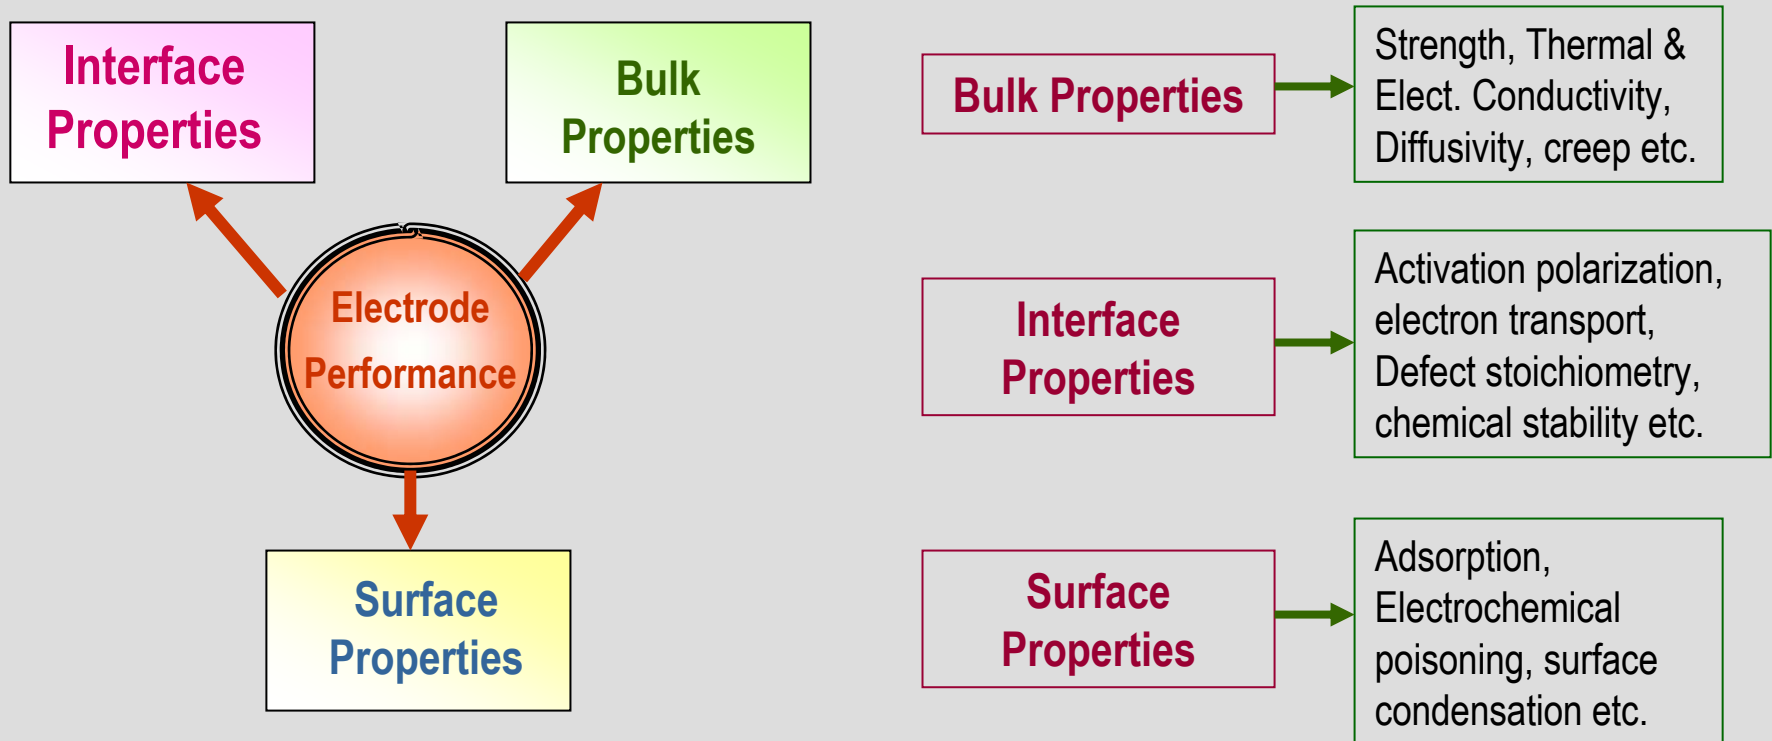 Interface
Properties
Bulk
Properties
Electrode
Performance
Surface
Properties
Bulk Properties
Strength, Thermal &
Elect. Conductivity,
Diffusivity, creep etc.
Interface
Properties
Activation polarization,
electron transport,
Defect stoichiometry,
chemical stability etc.
Surface
Properties
Adsorption,
Electrochemical
poisoning, surface
condensation etc.